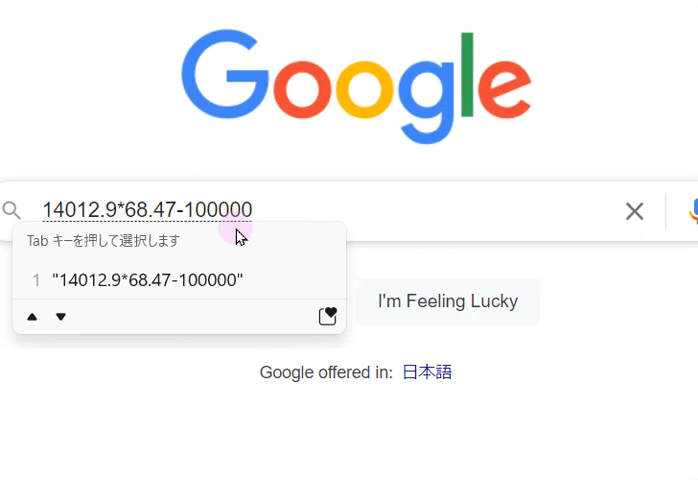 Google
14012.9*68.47-100000
Tab キーを押して選択します
1 "14012.9*68.47-100000"
I'm Feeling Lucky
Google offered in: 日本語